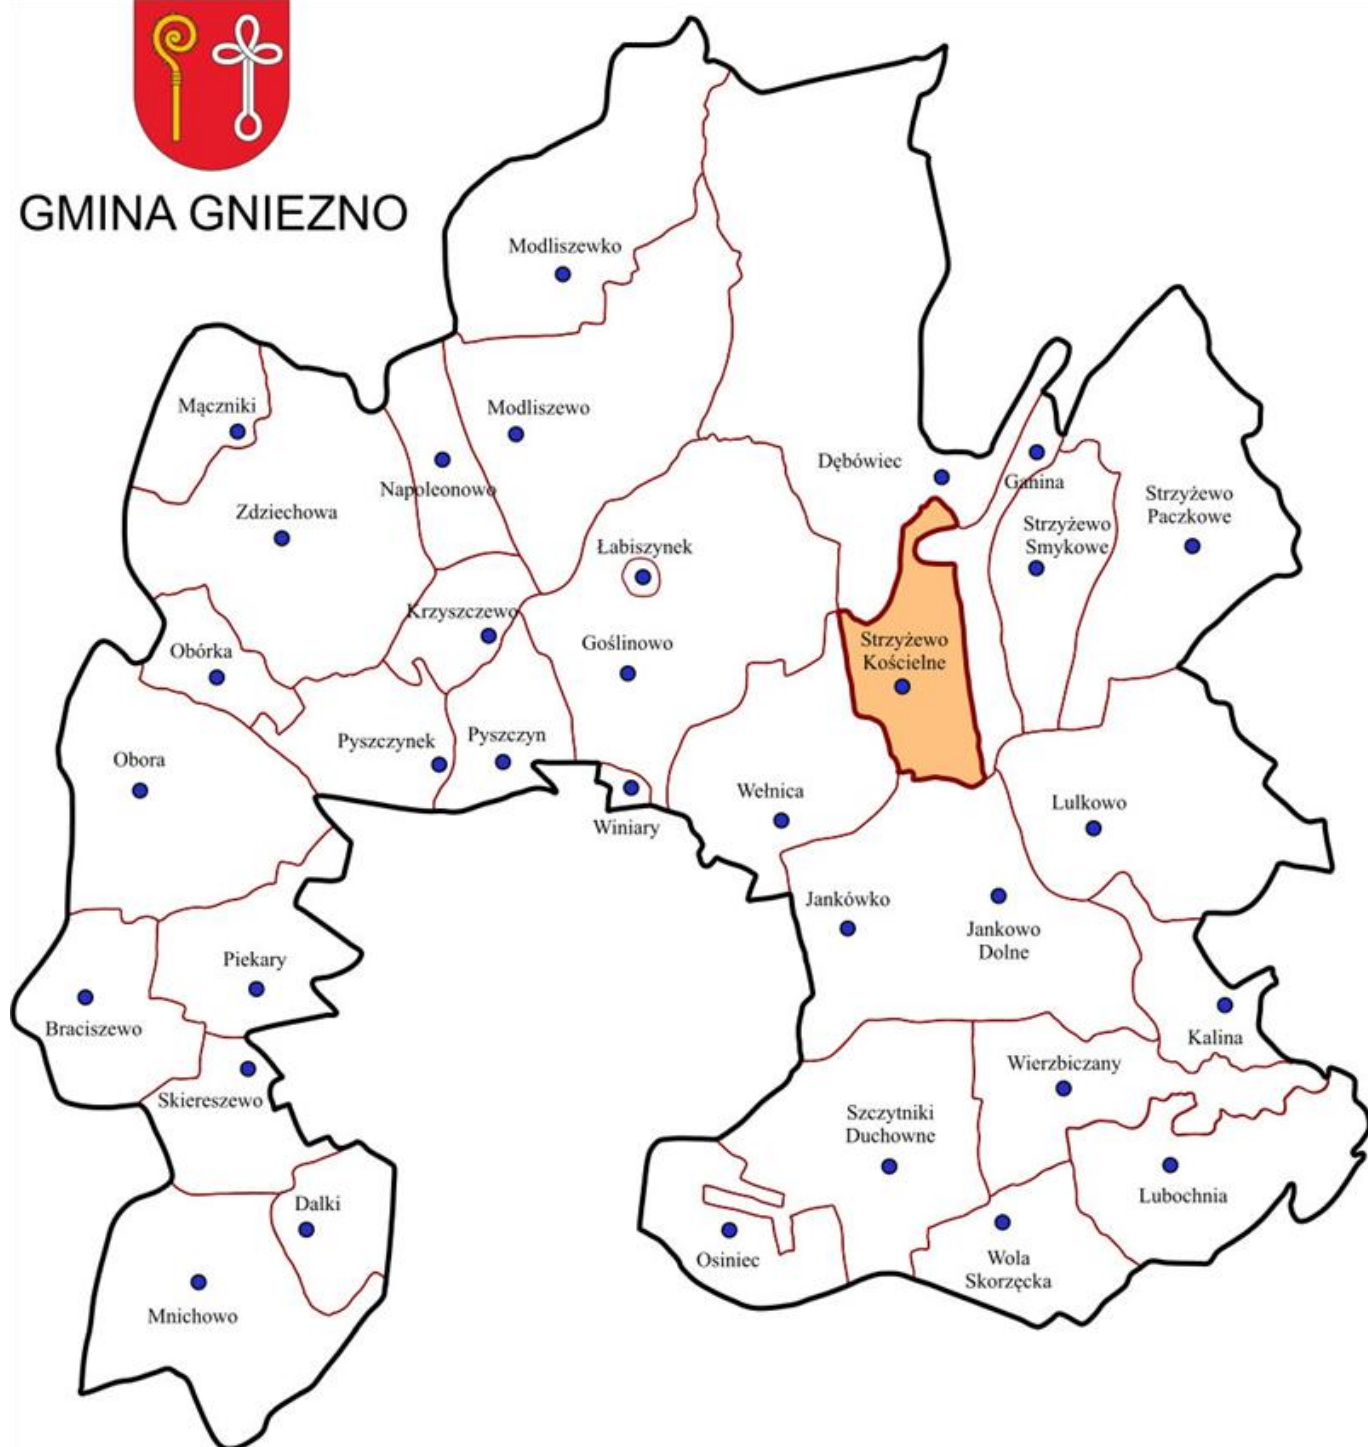 GMINA GNIEZNO
Modliszewko
Mączniki
Modliszewo
Dębówiec
Napoleonowo
Ganina
Zdziechowa
Strzyżewo
Paczkowe
Strzyżewo
Smykowe
Łabiszynek
Krzyszczewo
Obórka
Goślinowo
Strzyżewo
Kościelne
Pyszczynek
Pyszczyn
Obora
Wełnica
Lulkowo
Winiary
Jankówko
Jankowo
Dolne
Piekary
Braciszewo
Kalina
Skiereszewo
Wierzbiczany
Szczytniki
Duchowne
Lubochnia
Dalki
Osiniec
Wola
Skorzęcka
Mnichowo